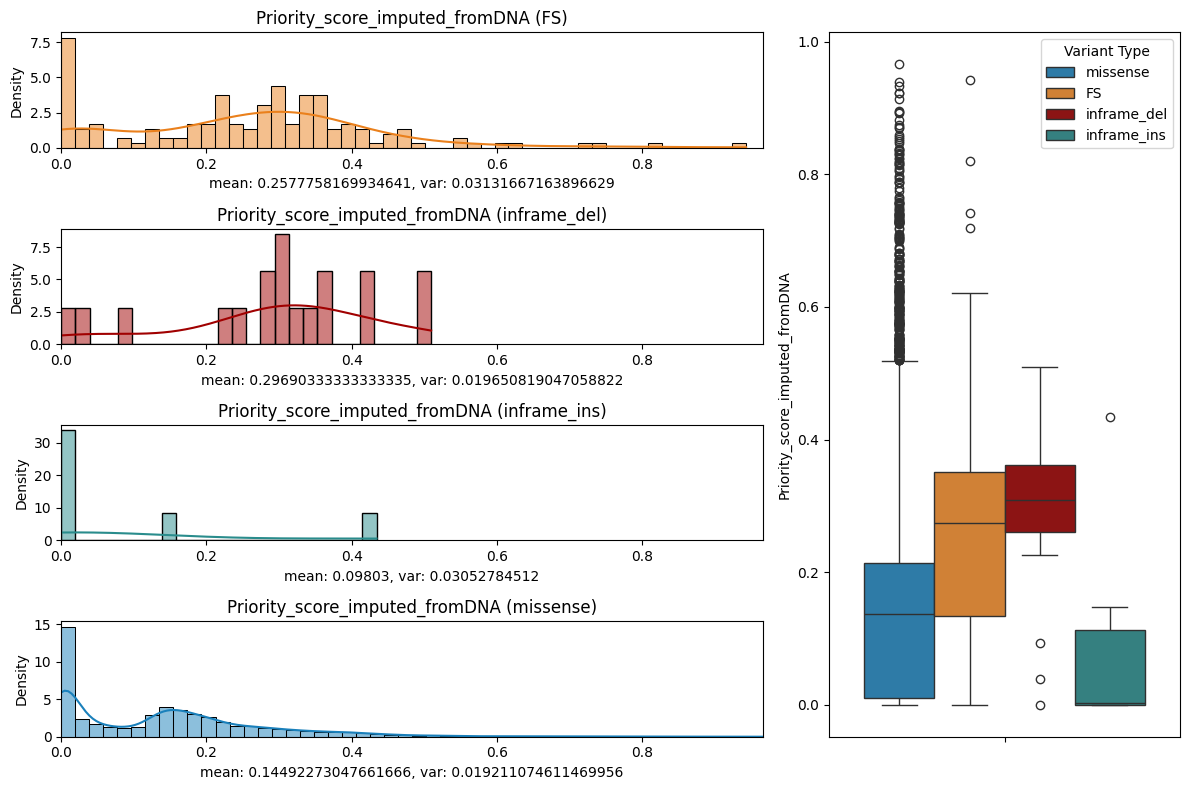 Priority_score_imputed_fromDNA (FS)
Density
7.5
5.0
2.5
0.0
0.0 0.2 0.4 0.6 0.8
mean: 0.2577758169934641, var: 0.03131667163896629
Priority_score_imputed_fromDNA (inframe_del)
Density
7.5
5.0
2.5
0.0
0.0 0.2 0.4 0.6 0.8
mean: 0.29690333333333335, var: 0.019650819047058822
Priority_score_imputed_fromDNA (inframe_ins)
Density
30
20
10
0
0.0 0.2 0.4 0.6 0.8
mean: 0.09803, var: 0.03052784512
Priority_score_imputed_fromDNA (missense)
Density
15
10
5
0
0.0 0.2 0.4 0.6 0.8
mean: 0.14492273047661666, var: 0.019211074611469956
Priority_score_imputed_fromDNA
1.0
0.8
0.6
0.4
0.2
0.0
Variant Type
missense
FS
inframe_del
inframe_ins